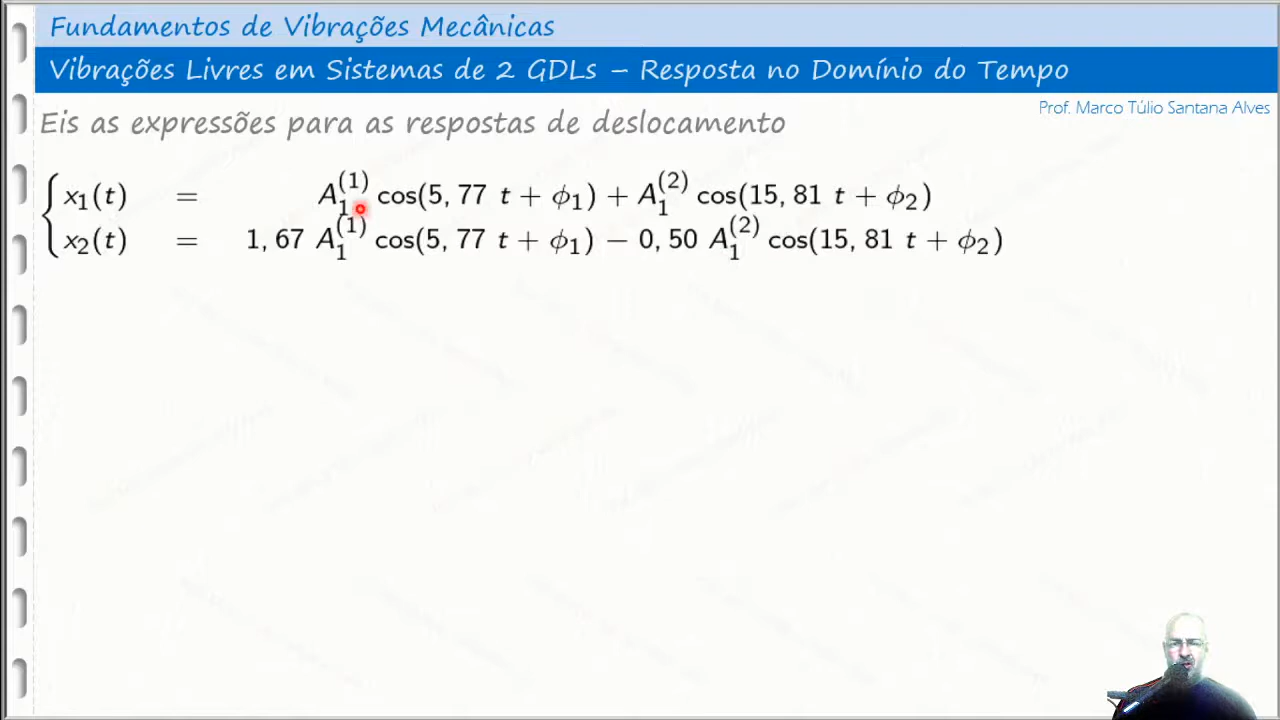 Fundamentos de Vibrações Mecânicas
Vibrações Livres em Sistemas de 2 GDLs – Resposta no Domínio do Tempo
Prof. Marco Túlio Santana Alves
Eis as expressões para as respostas de deslocamento
x₁(t) = A₁⁽¹⁾ cos(5, 77 t + ϕ₁) + A₁⁽²⁾ cos(15, 81 t + ϕ₂)
x₂(t) = 1, 67 A₁⁽¹⁾ cos(5, 77 t + ϕ₁) − 0, 50 A₁⁽²⁾ cos(15, 81 t + ϕ₂)